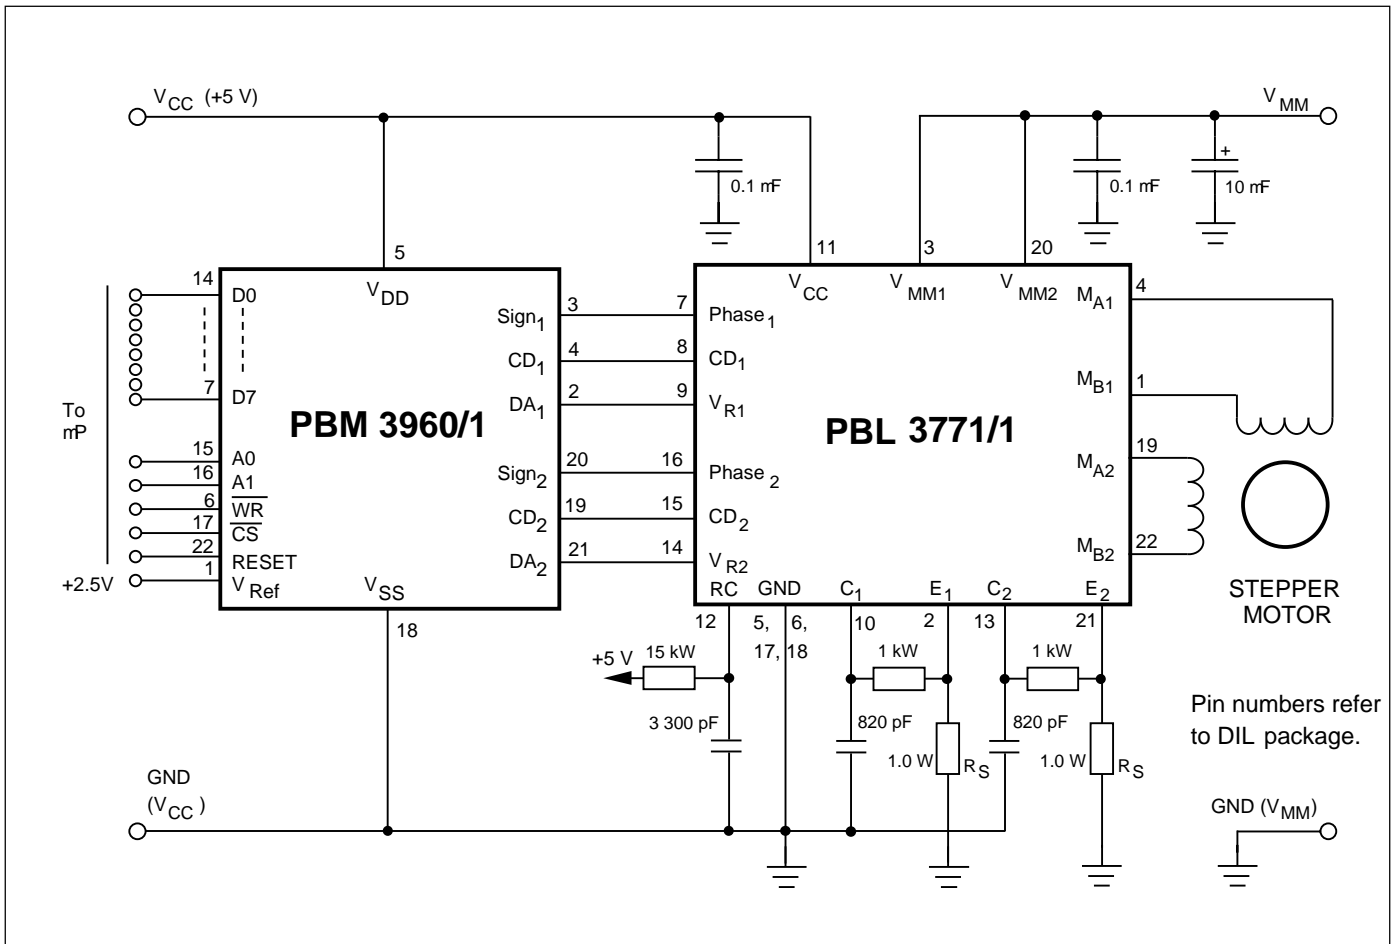 VCC (+5 V)
VMM
0.1 mF
0.1 mF
+
10 mF
5
11
3
20
14
D0
VDD
Sign1
3
7
Phase1
VCC
VMM1
VMM2
MA1
4
CD1
4
8
CD1
7
D7
DA1
2
9
VR1
MB1
1
To
mP
PBM 3960/1
PBL 3771/1
15
A0
Sign2
20
16
Phase2
MA2
19
16
A1
6
WR
CD2
19
15
CD2
17
CS
22
RESET
DA2
21
14
VR2
MB2
22
+2.5V
1
VRef
VSS
RC
GND
C1
E1
C2
E2
STEPPER
MOTOR
18
12
5,
6,
17, 18
10
2
13
21
+5 V
15 kW
1 kW
1 kW
3 300 pF
820 pF
820 pF
1.0 W
RS
1.0 W
RS
Pin numbers refer
to DIL package.
GND
(VCC)
GND (VMM)